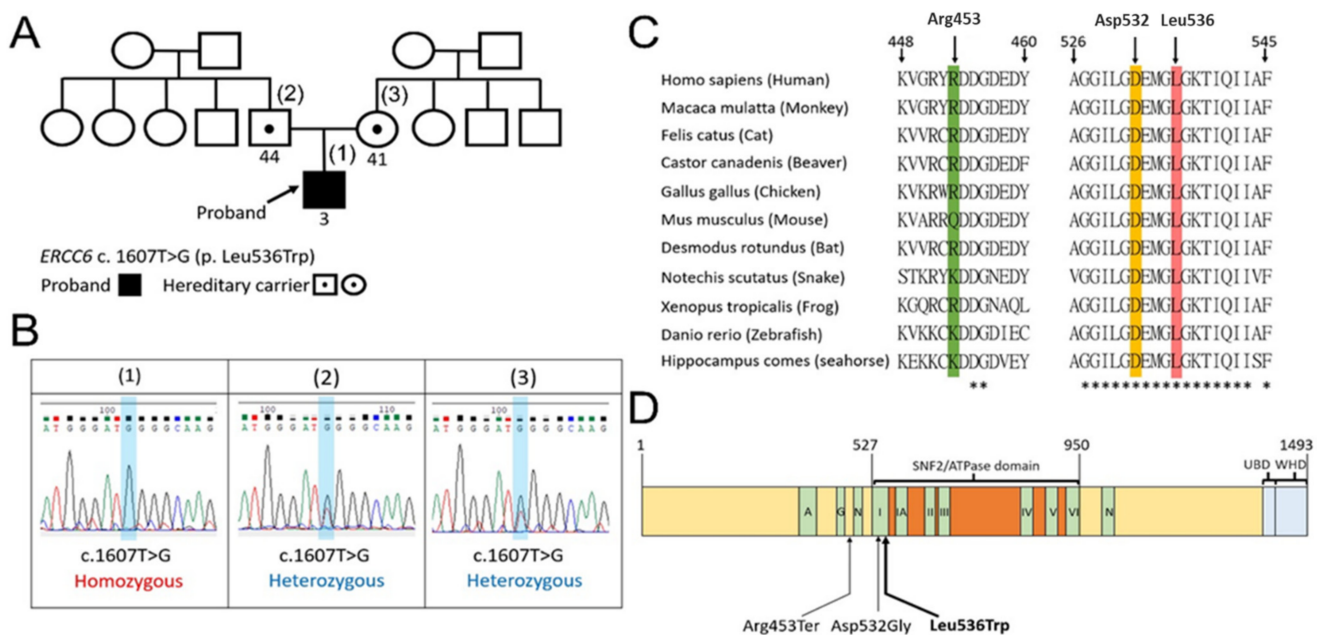 A
(2)
(3)
44
41
(1)
Proband
3
ERCC6 c. 1607T>G (p. Leu536Trp)
Proband Hereditary carrier
B
(1) (2) (3)
100
A T G G G A T G G G G C A A G
100 110
A T G G G A T G G G G C A A G
100
A T G G G A T G G G G C A A G
c.1607T>G c.1607T>G c.1607T>G
Homozygous Heterozygous Heterozygous
C
Arg453 Asp532 Leu536
448 460 526 545
Homo sapiens (Human) KVGRYRDDGDEDY AGGILGDEMGLGKTIQIIAF
Macaca mulatta (Monkey) KVGRYRDDGDEDY AGGILGDEMGLGKTIQIIAF
Felis catus (Cat) KVVRCRDDGDEDY AGGILGDEMGLGKTIQIIAF
Castor canadenis (Beaver) KVVRCRDDGDEDF AGGILGDEMGLGKTIQIIAF
Gallus gallus (Chicken) KVKRWRDDGDEDY AGGILGDEMGLGKTIQIIAF
Mus musculus (Mouse) KVARRQDDGDEDY AGGILGDEMGLGKTIQIIAF
Desmodus rotundus (Bat) KVVRCRDDGDEDY AGGILGDEMGLGKTIQIIAF
Notechis scutatus (Snake) STKRYKDDGNEDY VGGILGDEMGLGKTIQIIVF
Xenopus tropicalis (Frog) KGQRCRDDGNAQL AGGILGDEMGLGKTIQIIAF
Danio rerio (Zebrafish) KVKKCKDDGDIEC AGGILGDEMGLGKTIQIIAF
Hippocampus comes (seahorse) KEKKCKDDGDVEY AGGILGDEMGLGKTIQIISF
** ***************** *
D
1 527 950 1493
SNF2/ATPase domain UBD WHD
A G N I IA II III IV V VI N
Arg453Ter Asp532Gly Leu536Trp